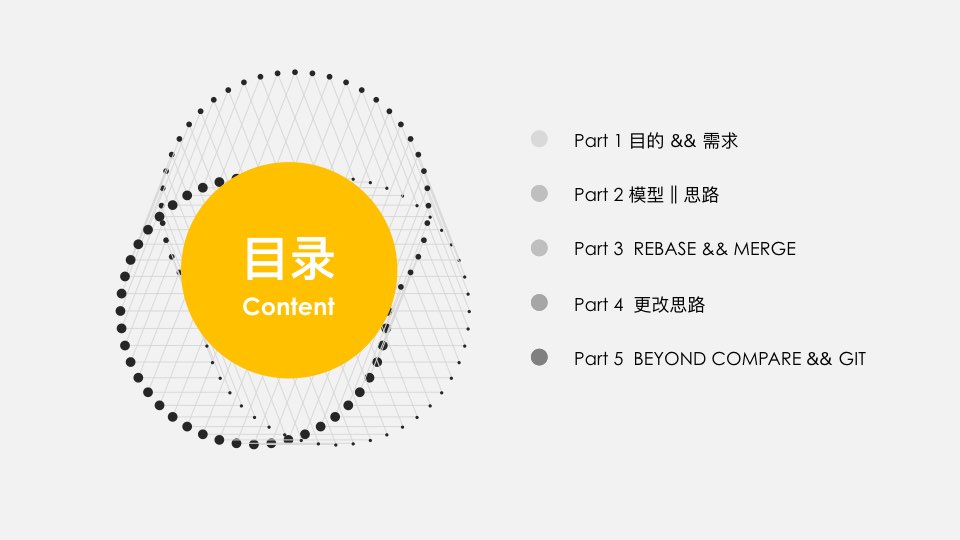 目录
Content
Part 1 目的 && 需求
Part 2 模型 || 思路
Part 3 REBASE && MERGE
Part 4 更改思路
Part 5 BEYOND COMPARE && GIT